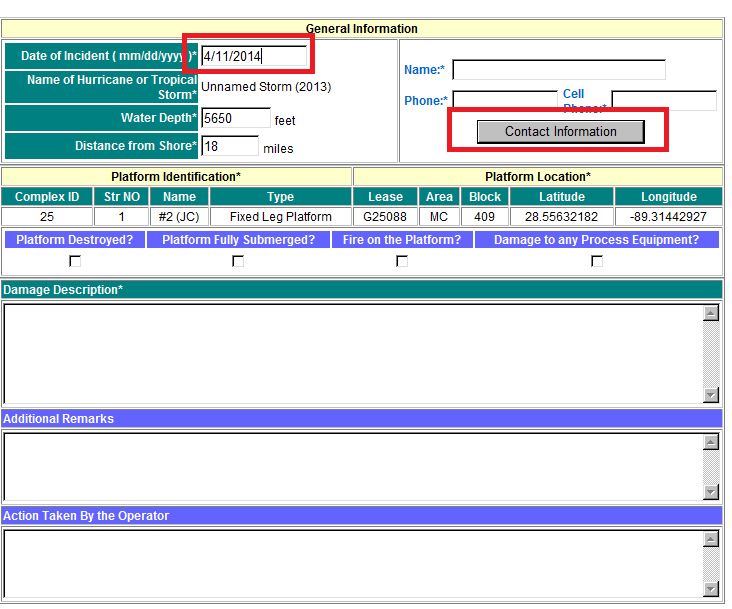 General Information
Date of Incident ( mm/dd/yyyy )* 4/11/2014
Name of Hurricane or Tropical
Storm* Unnamed Storm (2013)
Water Depth* 5650 feet
Distance from Shore* 18 miles
Name:*
Phone:* Cell
Phone:*
Contact Information
Platform Identification* Platform Location*
Complex ID Str NO Name Type Lease Area Block Latitude Longitude
25 1 #2 (JC) Fixed Leg Platform G25088 MC 409 28.55632182 -89.31442927
Platform Destroyed? Platform Fully Submerged? Fire on the Platform? Damage to any Process Equipment?
Damage Description*
Additional Remarks
Action Taken By the Operator